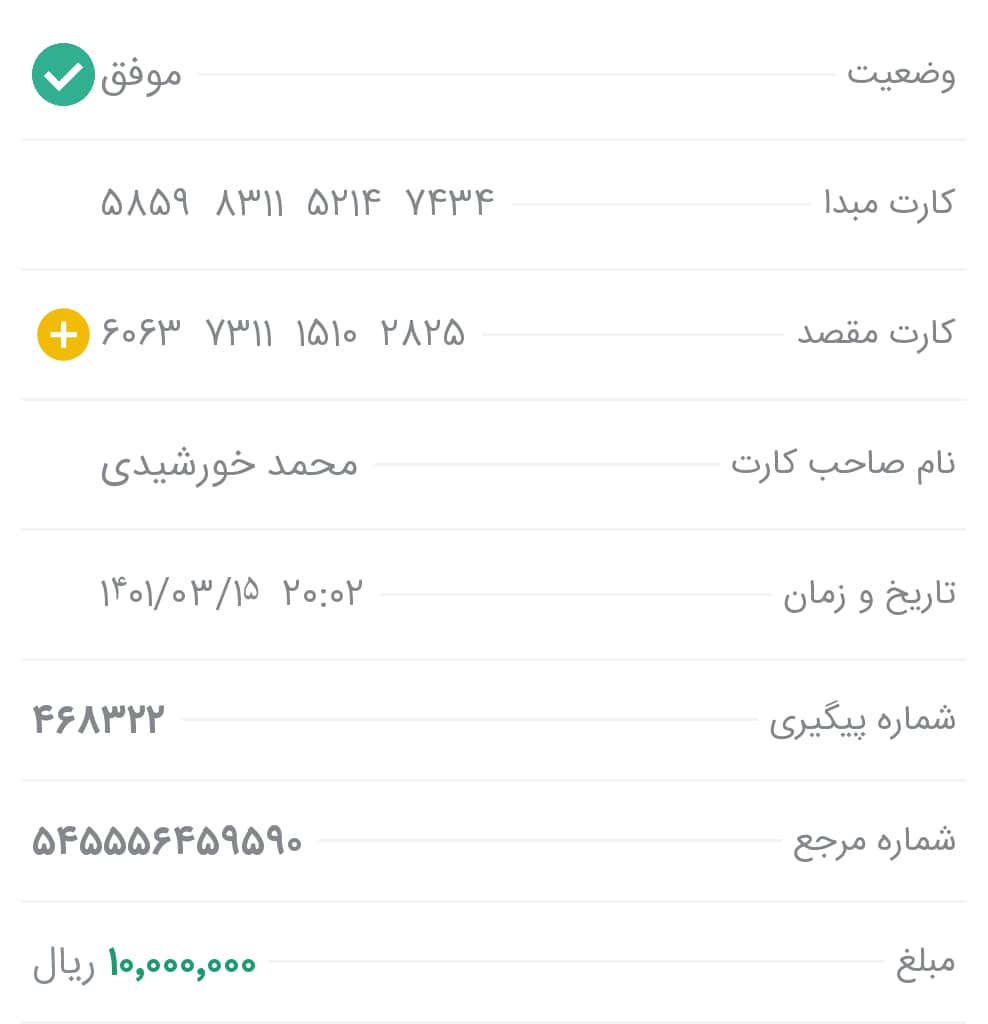 وضعیت موفق
کارت مبدا ۵۸۵۹ ۸۳۱۱ ۵۲۱۴ ۷۴۳۴
کارت مقصد ۶۰۶۳ ۷۳۱۱ ۱۵۱۰ ۲۸۲۵
نام صاحب کارت محمد خورشیدی
تاریخ و زمان ۱۴۰۱/۰۳/۱۵ ۲۰:۰۲
شماره پیگیری ۴۶۸۳۲۲
شماره مرجع ۵۴۵۵۵۶۴۵۹۵۹۰
مبلغ ۱۰,۰۰۰,۰۰۰ ریال